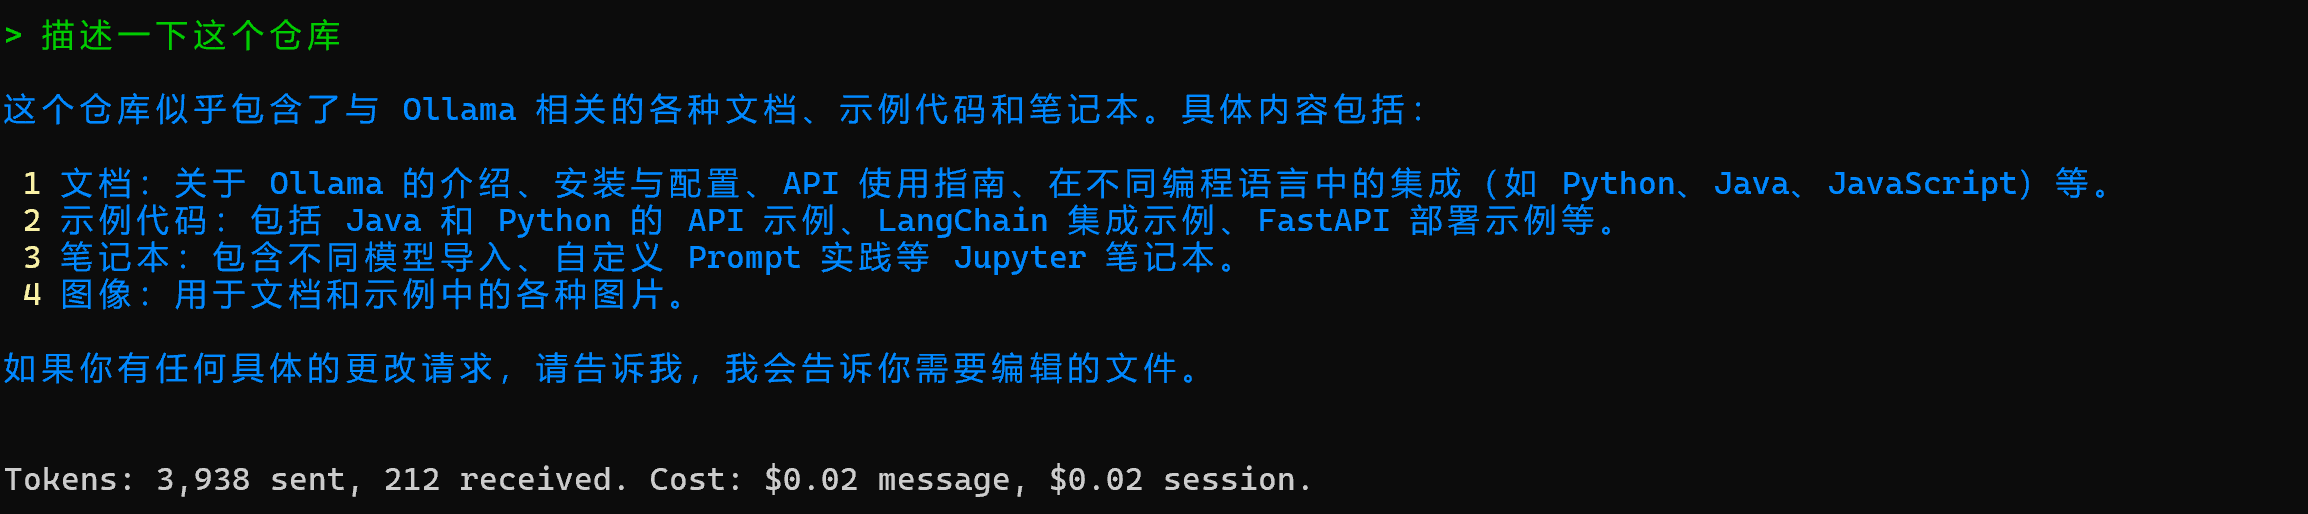 > 描述一下这个仓库
这个仓库似乎包含了与 Ollama 相关的各种文档、示例代码和笔记本。具体内容包括：
1 文档：关于 Ollama 的介绍、安装与配置、API 使用指南、在不同编程语言中的集成（如 Python、Java、JavaScript）等。
2 示例代码：包括 Java 和 Python 的 API 示例、LangChain 集成示例、FastAPI 部署示例等。
3 笔记本：包含不同模型导入、自定义 Prompt 实践等 Jupyter 笔记本。
4 图像：用于文档和示例中的各种图片。
如果你有任何具体的更改请求，请告诉我，我会告诉你需要编辑的文件。
Tokens: 3,938 sent, 212 received. Cost: $0.02 message, $0.02 session.